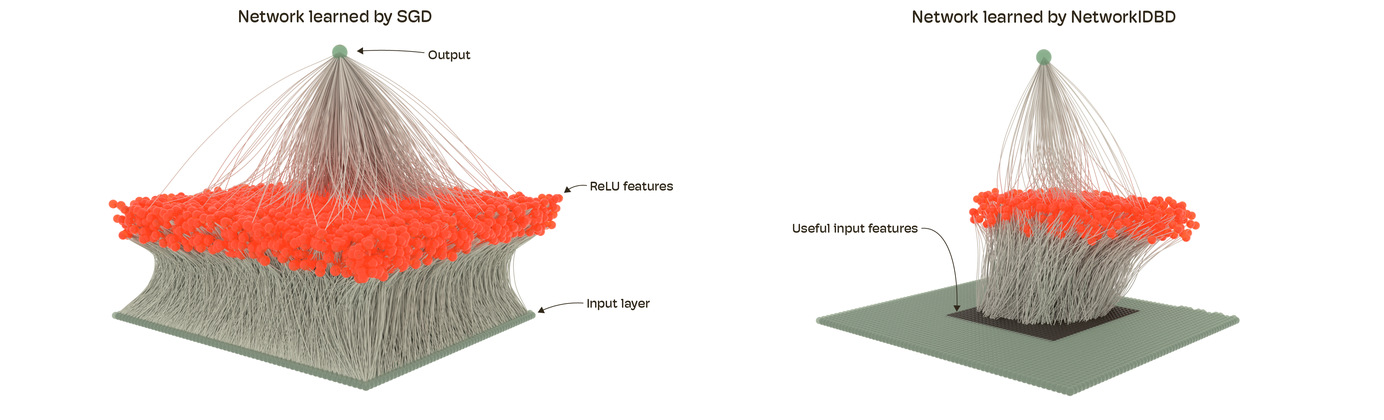 Network learned by SGD
Network learned by NetworkIDBD
Output
ReLU features
Useful input features
Input layer